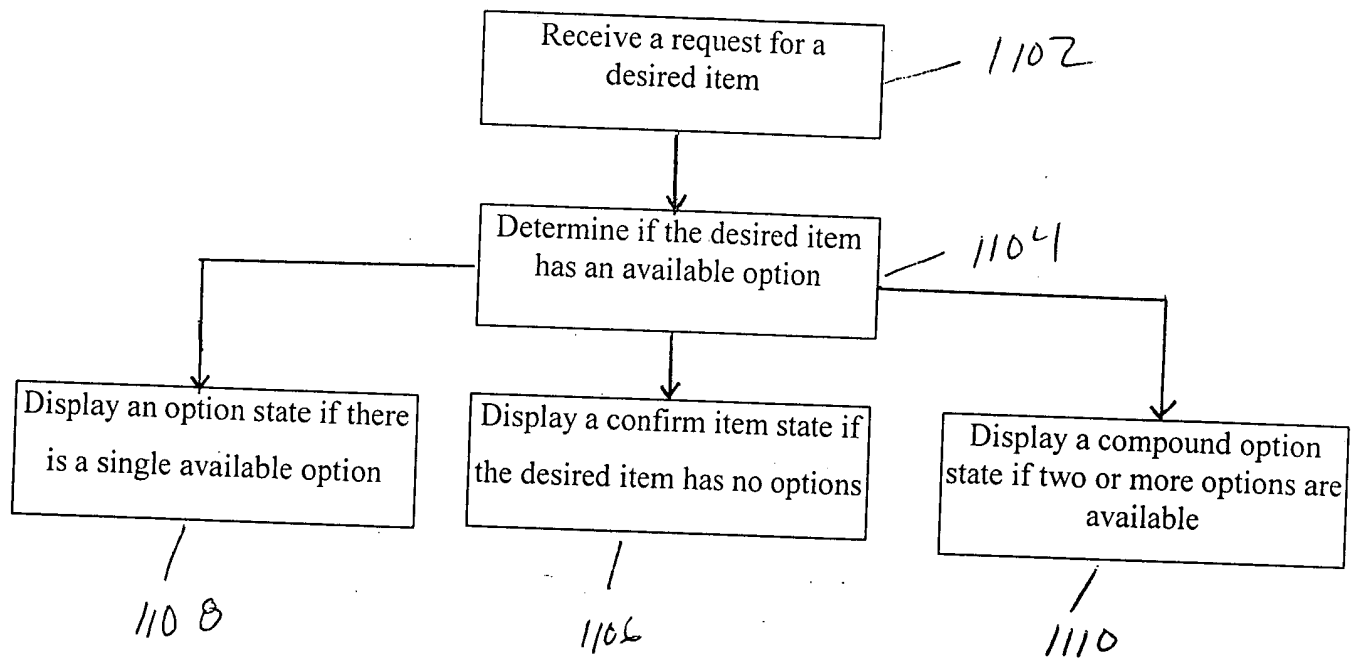 Receive a request for a
desired item
1102
Determine if the desired item
has an available option
1104
Display an option state if there
is a single available option
1108
Display a confirm item state if
the desired item has no options
1106
Display a compound option
state if two or more options are
available
1110